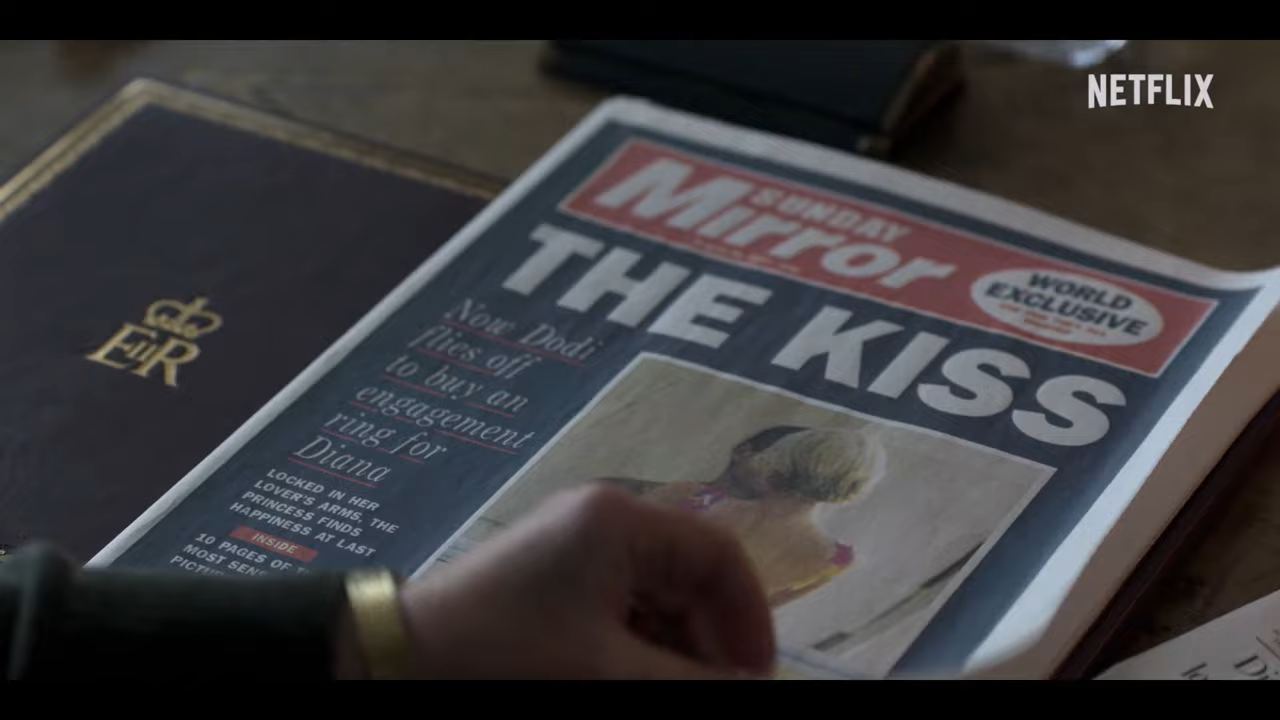 NETFLIX
EIIR
SUNDAY
Mirror
WORLD
EXCLUSIVE
THE KISS
Now Dodi
flies off
to buy an
engagement
ring for
Diana
LOCKED IN HER
LOVER'S ARMS, THE
PRINCESS FINDS
HAPPINESS AT LAST
INSIDE
10 PAGES OF
MOST